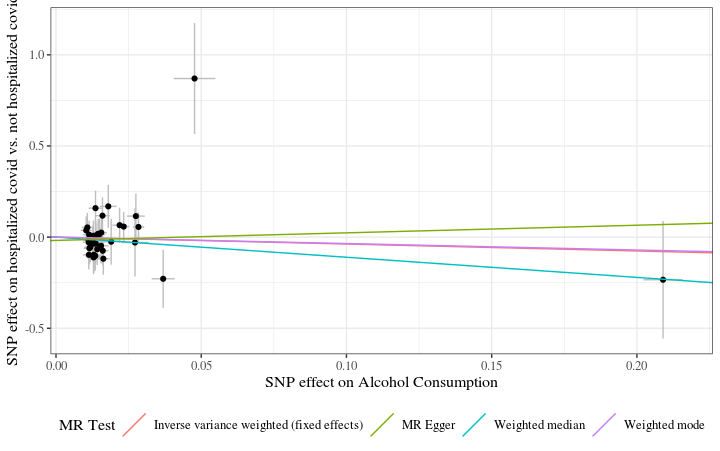 SNP effect on hospitalized covid vs. not hospitalized covid
1.0
0.5
0.0
-0.5
0.00 0.05 0.10 0.15 0.20
SNP effect on Alcohol Consumption
MR Test Inverse variance weighted (fixed effects) MR Egger Weighted median Weighted mode